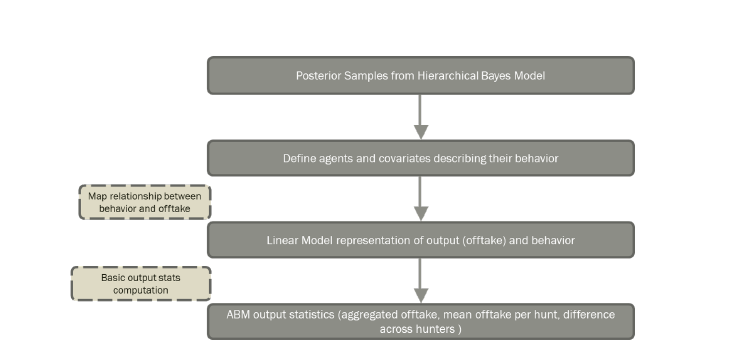 Posterior Samples from Hierarchical Bayes Model
Define agents and covariates describing their behavior
Map relationship between
behavior and offtake
Linear Model representation of output (offtake) and behavior
Basic output stats
computation
ABM output statistics (aggregated offtake, mean offtake per hunt, difference
across hunters )